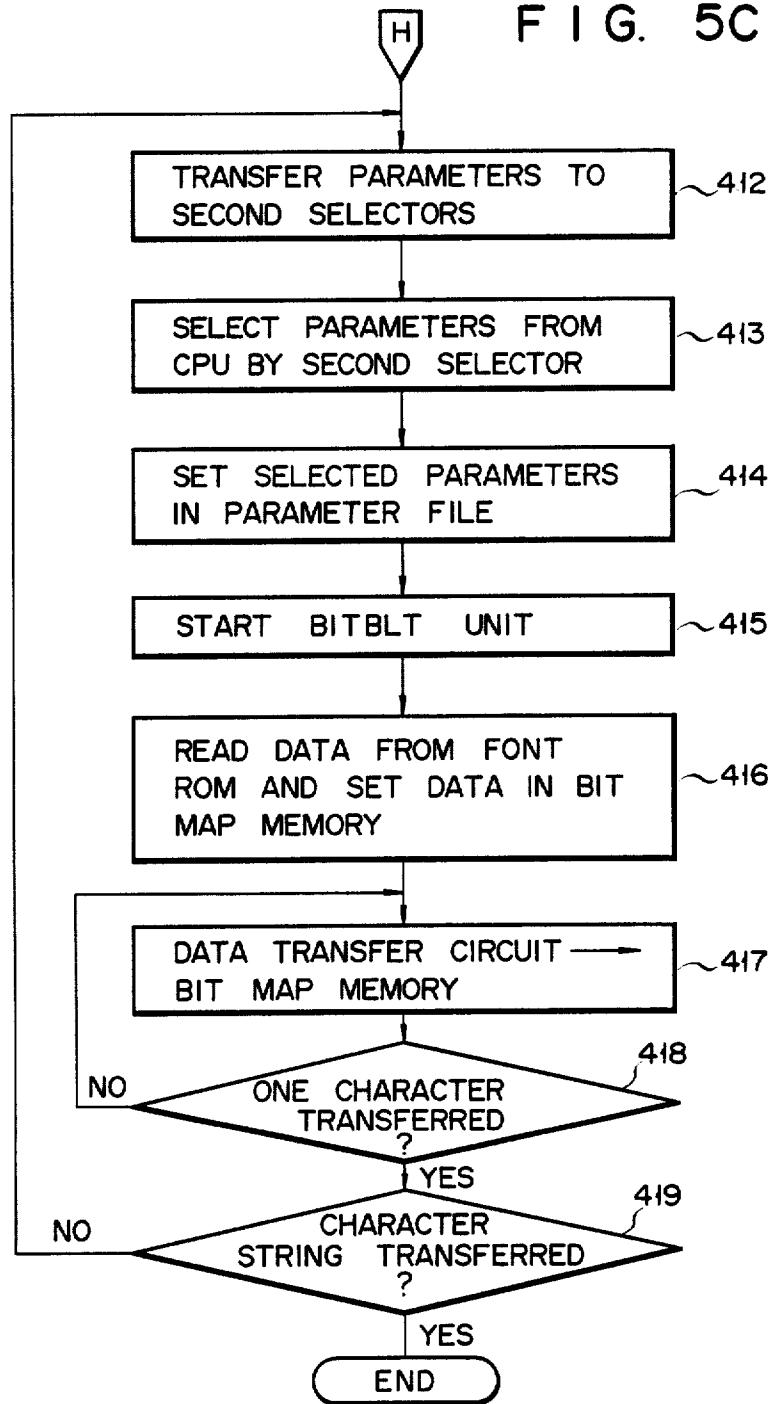 F I G. 5C
H
TRANSFER PARAMETERS TO
SECOND SELECTORS
412
SELECT PARAMETERS FROM
CPU BY SECOND SELECTOR
413
SET SELECTED PARAMETERS
IN PARAMETER FILE
414
START BITBLT UNIT
415
READ DATA FROM FONT
ROM AND SET DATA IN BIT
MAP MEMORY
416
DATA TRANSFER CIRCUIT →
BIT MAP MEMORY
417
418
NO
ONE CHARACTER
TRANSFERRED
?
YES
419
NO
CHARACTER
STRING TRANSFERRED
?
YES
END